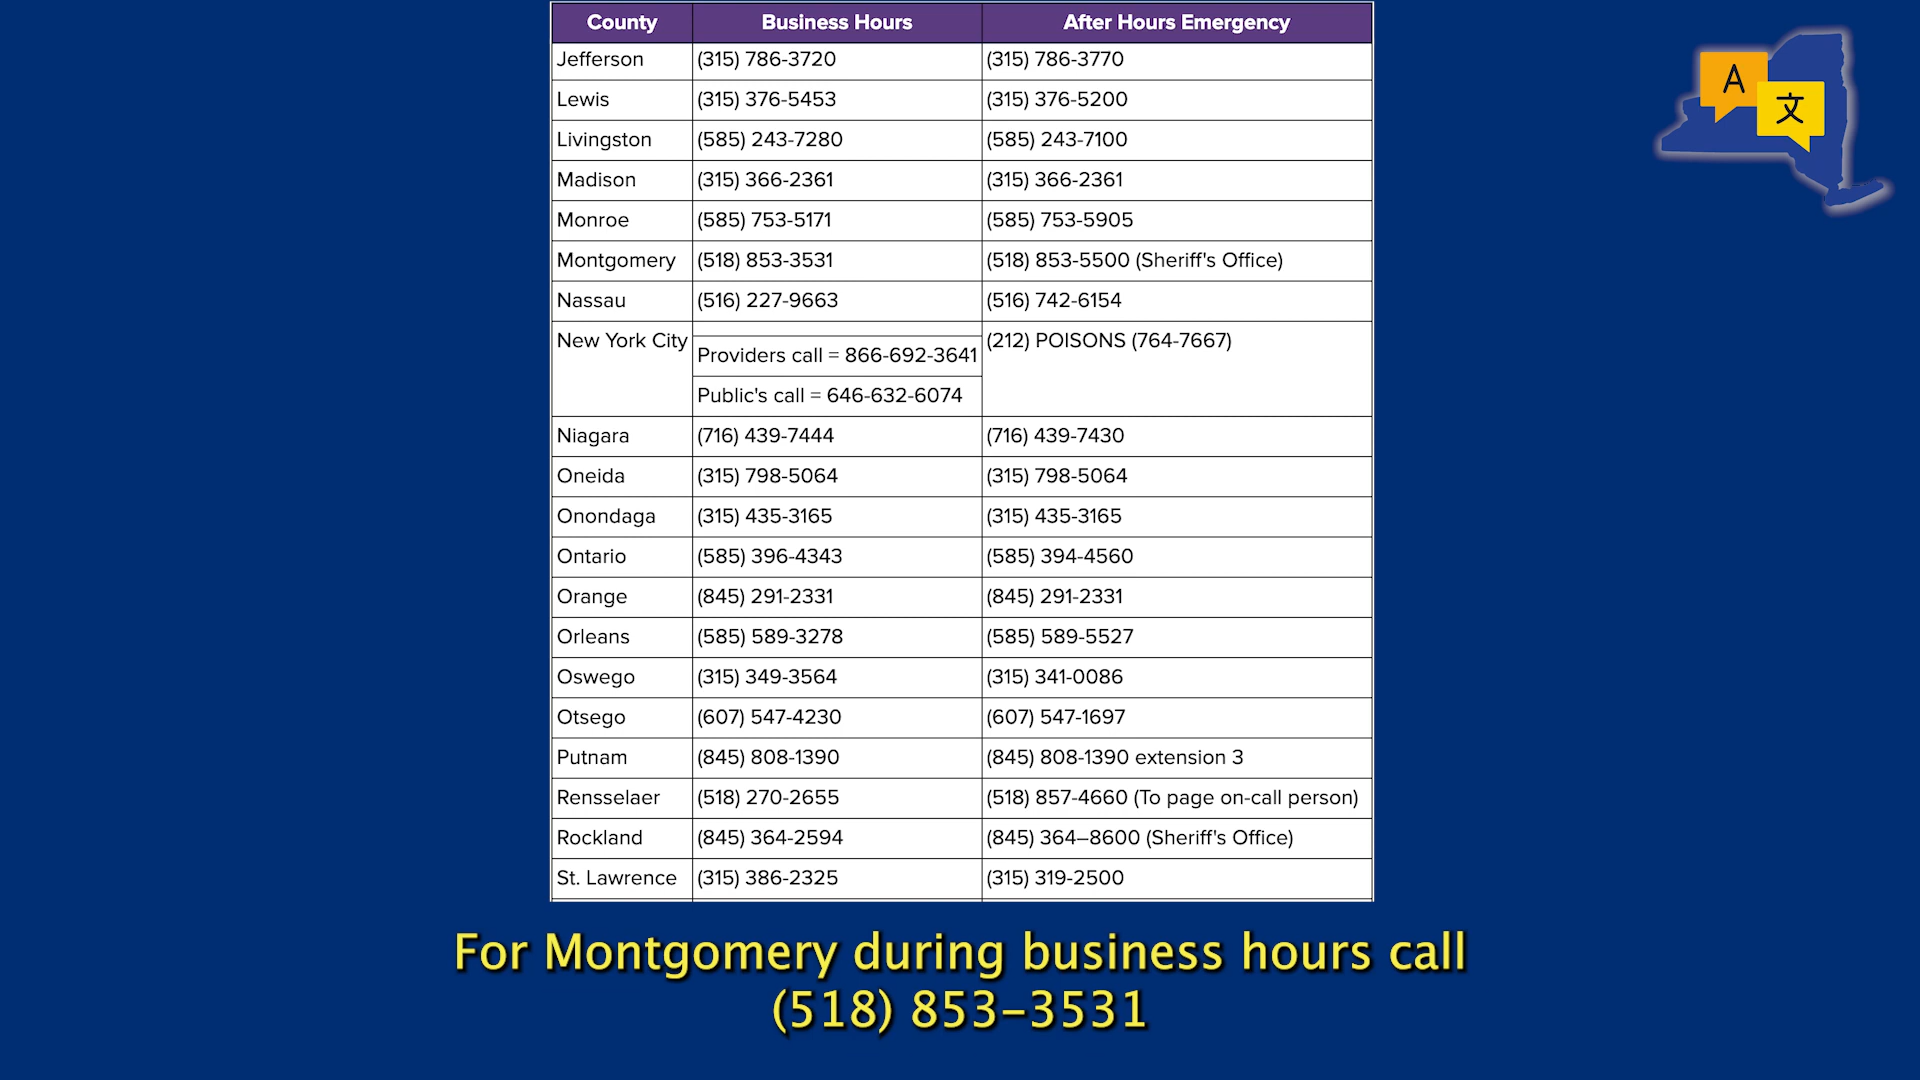 County Business Hours After Hours Emergency
Jefferson (315) 786-3720 (315) 786-3770
Lewis (315) 376-5453 (315) 376-5200
Livingston (585) 243-7280 (585) 243-7100
Madison (315) 366-2361 (315) 366-2361
Monroe (585) 753-5171 (585) 753-5905
Montgomery (518) 853-3531 (518) 853-5500 (Sheriff's Office)
Nassau (516) 227-9663 (516) 742-6154
New York City (212) POISONS (764-7667)
Providers call = 866-692-3641
Public's call = 646-632-6074
Niagara (716) 439-7444 (716) 439-7430
Oneida (315) 798-5064 (315) 798-5064
Onondaga (315) 435-3165 (315) 435-3165
Ontario (585) 396-4343 (585) 394-4560
Orange (845) 291-2331 (845) 291-2331
Orleans (585) 589-3278 (585) 589-5527
Oswego (315) 349-3564 (315) 341-0086
Otsego (607) 547-4230 (607) 547-1697
Putnam (845) 808-1390 (845) 808-1390 extension 3
Rensselaer (518) 270-2655 (518) 857-4660 (To page on-call person)
Rockland (845) 364-2594 (845) 364–8600 (Sheriff's Office)
St. Lawrence (315) 386-2325 (315) 319-2500
A
文
For Montgomery during business hours call
(518) 853-3531